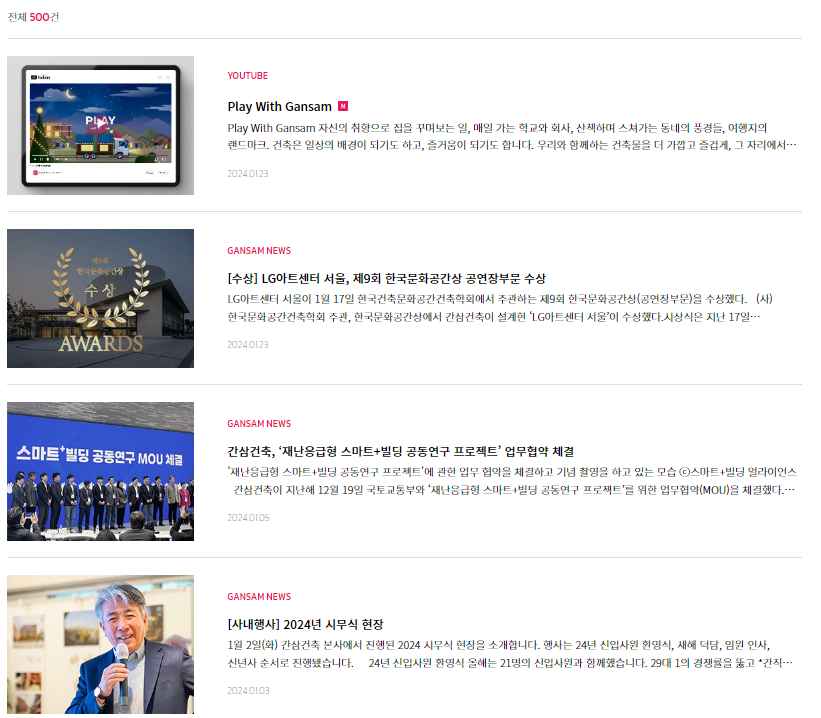 전체 500건
YOUTUBE
PLAY
Play With Gansam N
Play With Gansam 자신의 취향으로 집을 꾸며보는 일, 매일 가는 학교와 회사, 산책하며 스쳐가는 동네의 풍경들, 여행지의
랜드마크. 건축은 일상의 배경이 되기도 하고, 즐거움이 되기도 합니다. 우리와 함께하는 건축물을 더 가깝고 즐겁게, 그 자리에서…
2024.01.23
제9회
한국문화공간상
수상
AWARDS
GANSAM NEWS
[수상] LG아트센터 서울, 제9회 한국문화공간상 공연장부문 수상
LG아트센터 서울이 1월 17일 한국건축문화공간건축학회에서 주관하는 제9회 한국문화공간상(공연장부문)을 수상했다. (사)
한국문화공간건축학회 주관, 한국문화공간상에서 간삼건축이 설계한 ‘LG아트센터 서울’이 수상했다.시상식은 지난 17일…
2024.01.23
스마트+빌딩 공동연구 MOU 체결
GANSAM NEWS
간삼건축, ‘재난응급형 스마트+빌딩 공동연구 프로젝트’ 업무협약 체결
'재난응급형 스마트+빌딩 공동연구 프로젝트'에 관한 업무 협약을 체결하고 기념 촬영을 하고 있는 모습 ⓒ스마트+빌딩 얼라이언스
간삼건축이 지난해 12월 19일 국토교통부와 ‘재난응급형 스마트+빌딩 공동연구 프로젝트’를 위한 업무협약(MOU)을 체결했다.…
2024.01.05
GANSAM NEWS
[사내행사] 2024년 시무식 현장
1월 2일(화) 간삼건축 본사에서 진행된 2024 시무식 현장을 소개합니다. 행사는 24년 신입사원 환영식, 새해 덕담, 임원 인사,
신년사 순서로 진행됐습니다. 24년 신입사원 환영식 올해는 21명의 신입사원과 함께했습니다. 29대 1의 경쟁률을 뚫고 *간직…
2024.01.03